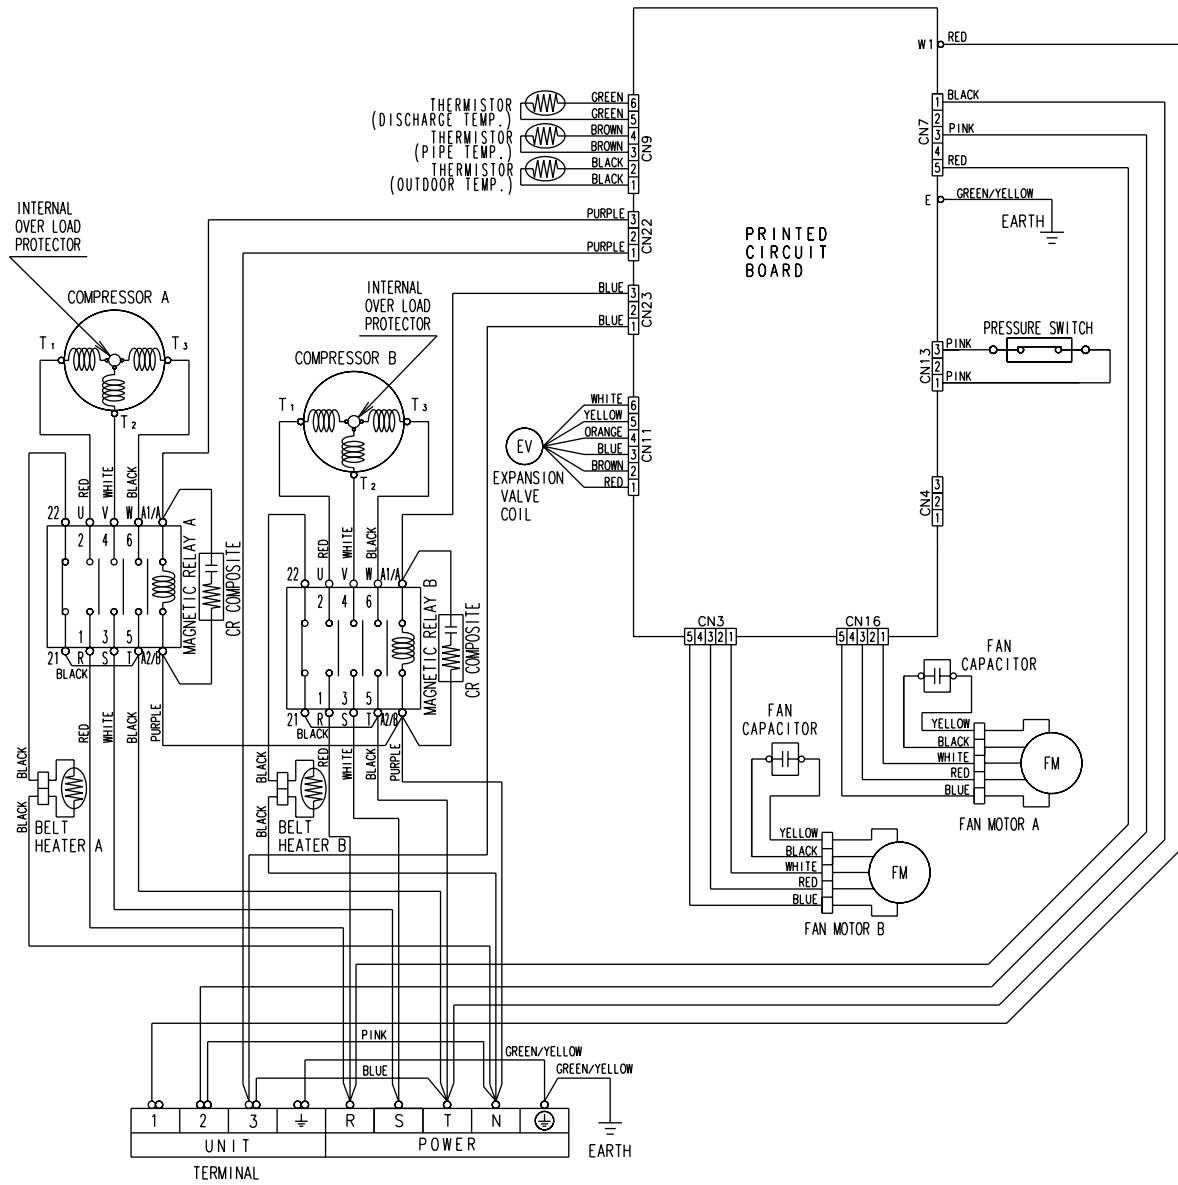 W1 RED
THERMISTOR
(DISCHARGE TEMP.)
THERMISTOR
(PIPE TEMP.)
THERMISTOR
(OUTDOOR TEMP.)
GREEN 6
GREEN 5
BROWN 4
BROWN 3
BLACK 2
BLACK 1
CN9
PURPLE 3
2
PURPLE 1
CN22
BLUE 3
2
BLUE 1
CN23
WHITE 6
YELLOW 5
ORANGE 4
BLUE 3
BROWN 2
RED 1
CN11
EV
EXPANSION
VALVE
COIL
PRINTED
CIRCUIT
BOARD
CN7
1 BLACK
2
3 PINK
4
5 RED
E GREEN/YELLOW
EARTH
PRESSURE SWITCH
CN13
3 PINK
2
1 PINK
CN4
3
2
1
CN3
5 4 3 2 1
CN16
5 4 3 2 1
INTERNAL
OVER LOAD
PROTECTOR
COMPRESSOR A
T1
T3
T2
INTERNAL
OVER LOAD
PROTECTOR
COMPRESSOR B
T1
T3
T2
RED
WHITE
BLACK
22 U V W A1/A
2 4 6
1 3 5
21 R S T A2/B
BLACK
MAGNETIC RELAY A
CR COMPOSITE
RED
WHITE
BLACK
PURPLE
BLACK
BLACK
BELT
HEATER A
RED
WHITE
BLACK
22 U V W A1/A
2 4 6
1 3 5
21 R S T A2/B
BLACK
MAGNETIC RELAY B
CR COMPOSITE
RED
WHITE
BLACK
PURPLE
BLACK
BLACK
BELT
HEATER B
FAN
CAPACITOR
YELLOW
BLACK
WHITE
RED
BLUE
FM
FAN MOTOR A
FAN
CAPACITOR
YELLOW
BLACK
WHITE
RED
BLUE
FM
FAN MOTOR B
PINK
GREEN/YELLOW
BLUE
GREEN/YELLOW
1 2 3 R S T N
UNIT POWER
EARTH
TERMINAL